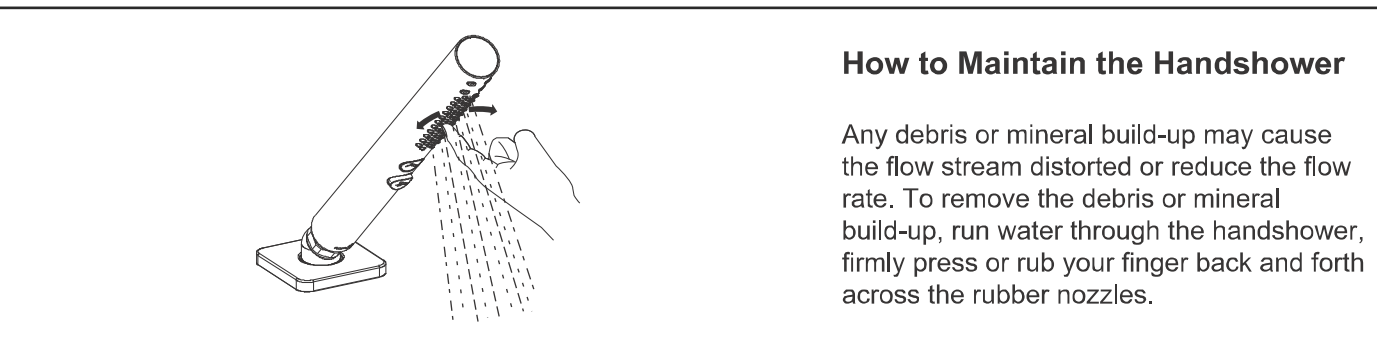 How to Maintain the Handshower
Any debris or mineral build-up may cause
the flow stream distorted or reduce the flow
rate. To remove the debris or mineral
build-up, run water through the handshower,
firmly press or rub your finger back and forth
across the rubber nozzles.